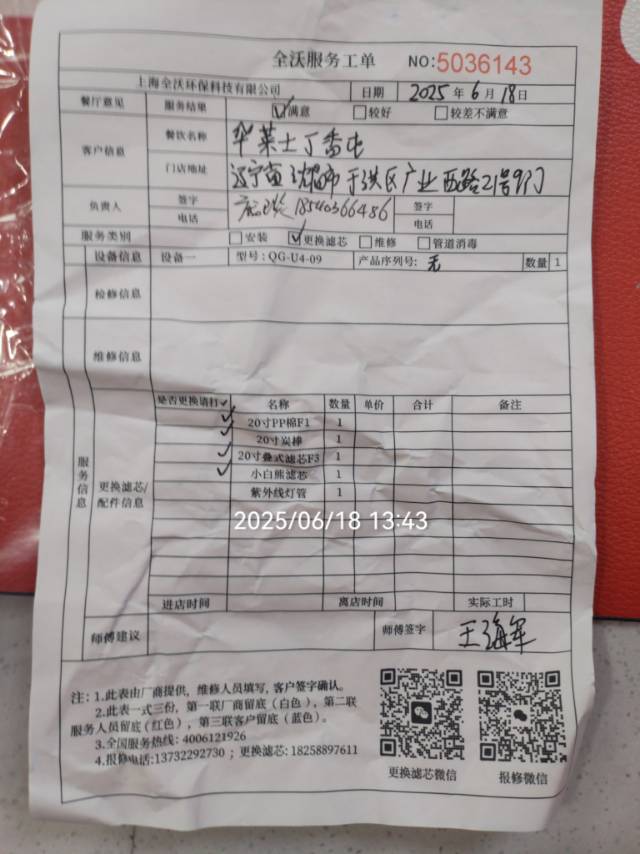 全沃服务工单 NO:5036143
上海全沃环保科技有限公司 日期 2025年6月18日
餐厅意见 服务结果 ☑满意 □较好 □较差不满意
客户信息 餐饮名称 华莱士丁香屯
门店地址 辽宁省沈阳市于洪区广业西路21号9门
负责人 签字 签字
电话 18540366486 电话
服务类别 □安装 ☑更换滤芯 □维修 □管道消毒
设备信息 设备一 型号:QG-U4-09 产品序列号: 无 数量 1
检修信息
维修信息
服务信息
更换滤芯/配件信息
是否更换请打✓ 名称 数量 单价 合计 备注
✓ 20寸PP棉F1 1
✓ 20寸炭棒 1
✓ 20寸叠式滤芯F3 1
✓ 小白熊滤芯 1
紫外线灯管 1
2025/06/18 13:43
进店时间 离店时间 实际工时
师傅建议 师傅签字 王海军
注:1.此表由厂商提供,维修人员填写,客户签字确认。
2.此表一式三份,第一联厂商留底(白色),第二联
服务人员留底(红色),第三联客户留底(蓝色)。
3.全国服务热线:4006121926
4.报修电话:13732292730;更换滤芯:18258897611
更换滤芯微信 报修微信